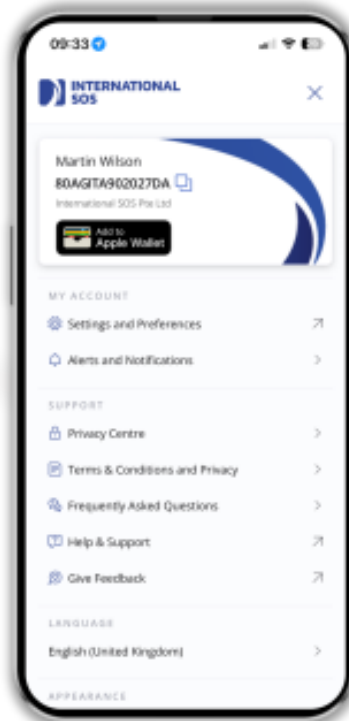 09:33
INTERNATIONAL
SOS
Martin Wilson
80AGITA902027DA
International SOS Pte Ltd
Add to
Apple Wallet
MY ACCOUNT
Settings and Preferences
Alerts and Notifications
SUPPORT
Privacy Centre
Terms & Conditions and Privacy
Frequently Asked Questions
Help & Support
Give Feedback
LANGUAGE
English (United Kingdom)
APPEARANCE